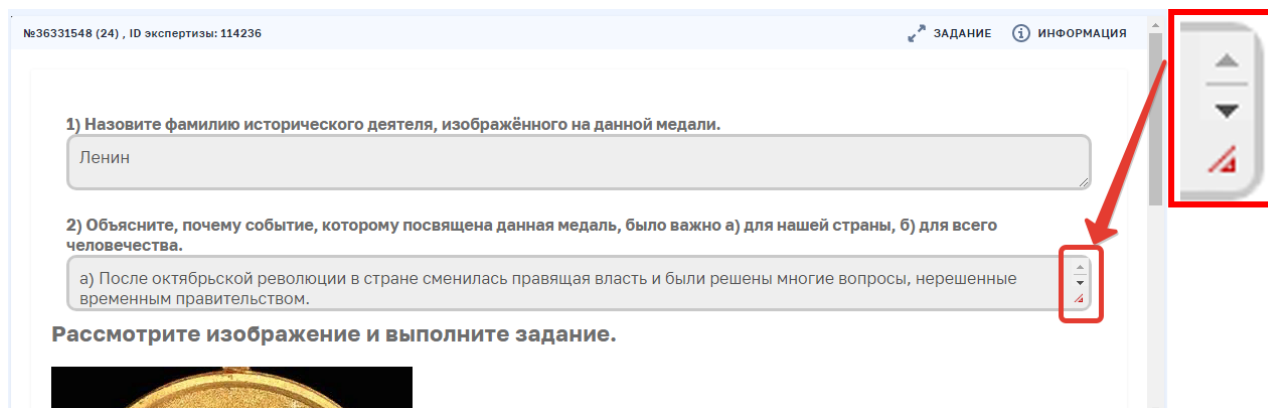 №36331548 (24) , ID экспертизы: 114236 ЗАДАНИЕ ИНФОРМАЦИЯ
1) Назовите фамилию исторического деятеля, изображённого на данной медали.
Ленин
2) Объясните, почему событие, которому посвящена данная медаль, было важно а) для нашей страны, б) для всего
человечества.
а) После октябрьской революции в стране сменилась правящая власть и были решены многие вопросы, нерешенные
временным правительством.
Рассмотрите изображение и выполните задание.